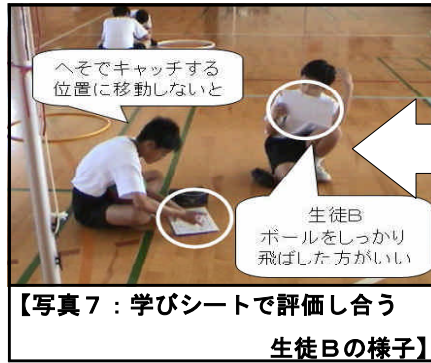 へそでキャッチする
位置に移動しないと
生徒B
ボールをしっかり
飛ばした方がいい
【写真7:学びシートで評価し合う
生徒Bの様子】